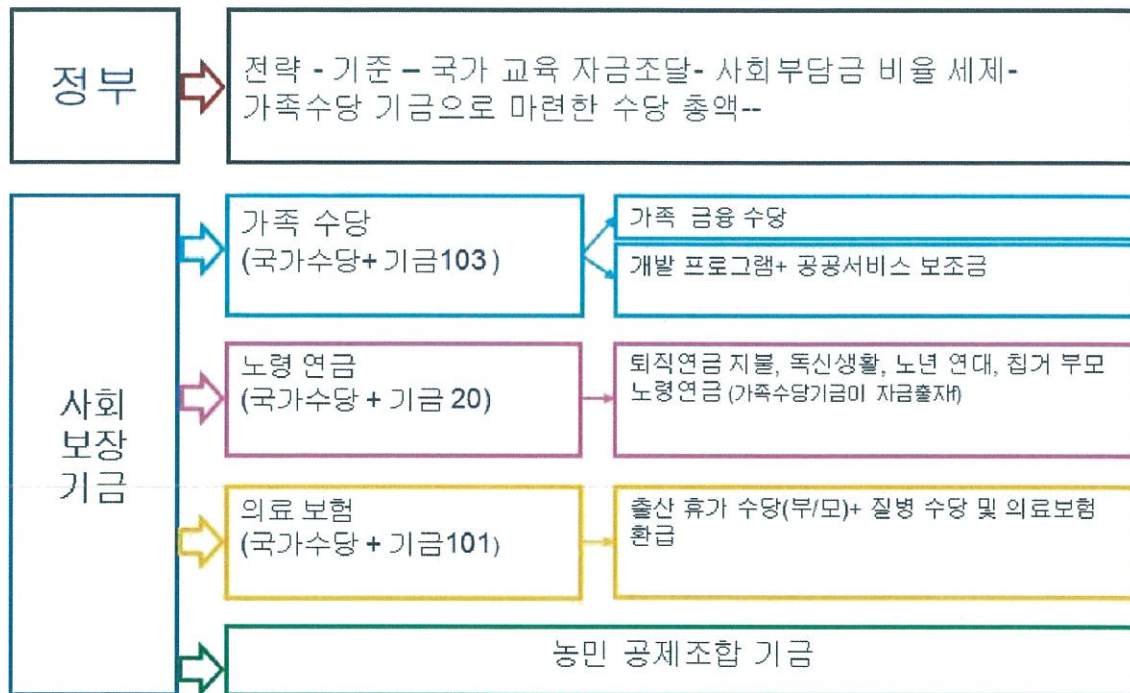 정부
전략 - 기준 – 국가 교육 자금조달- 사회부담금 비율 세제-
가족수당 기금으로 마련한 수당 총액--
사회
보장
기금
가족 수당
(국가수당+ 기금103 )
가족 금융 수당
개발 프로그램+ 공공서비스 보조금
노령 연금
(국가수당 + 기금 20)
퇴직연금 지불, 독신생활, 노년 연대, 칩거 부모
노령연금 (가족수당기금이 자금출자f)
의료 보험
(국가수당 + 기금101)
출산 휴가 수당(부/모)+ 질병 수당 및 의료보험
환급
농민 공제조합 기금